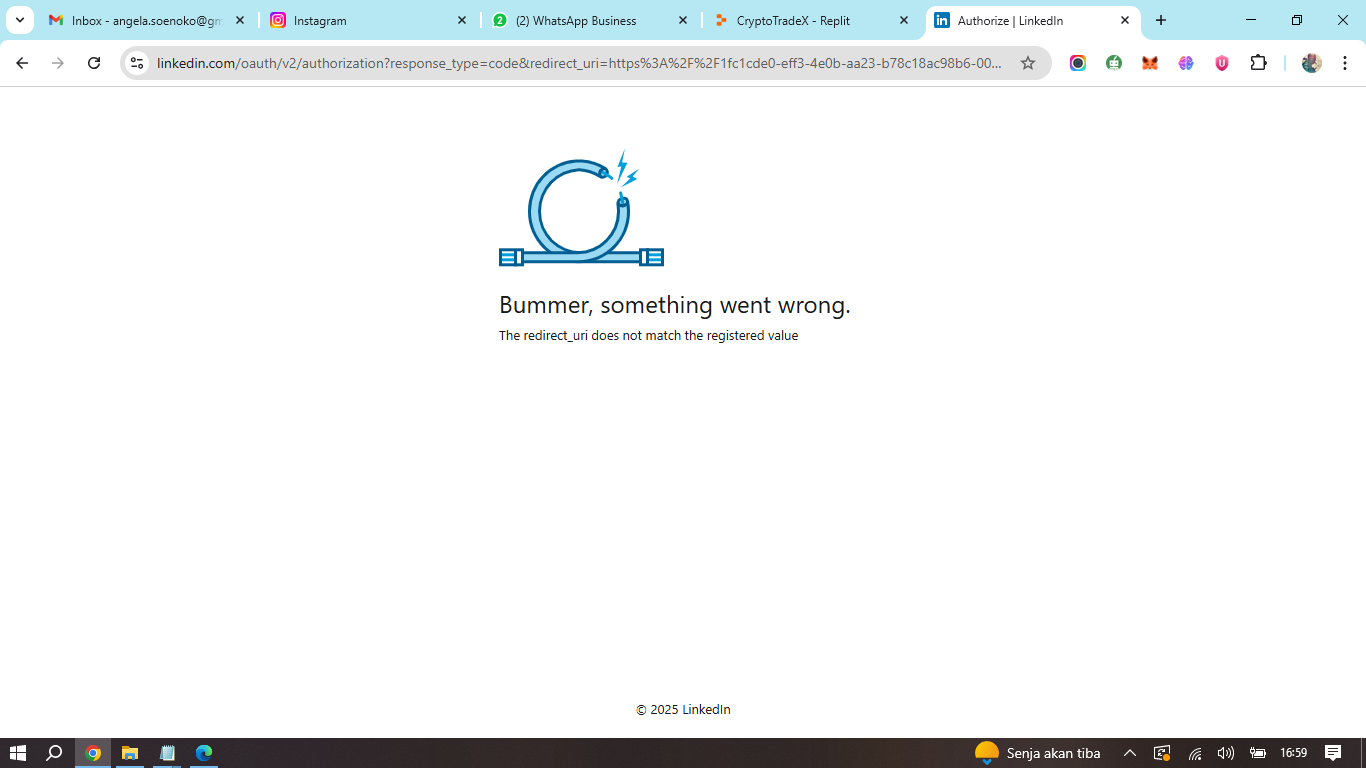 Inbox - angela.soenoko@gm
Instagram
(2) WhatsApp Business
CryptoTradeX - Replit
Authorize | LinkedIn
linkedin.com/oauth/v2/authorization?response_type=code&redirect_uri=https%3A%2F%2F1fc1cde0-eff3-4e0b-aa23-b78c18ac98b6-00...
Bummer, something went wrong.
The redirect_uri does not match the registered value
© 2025 LinkedIn
Senja akan tiba
16:59